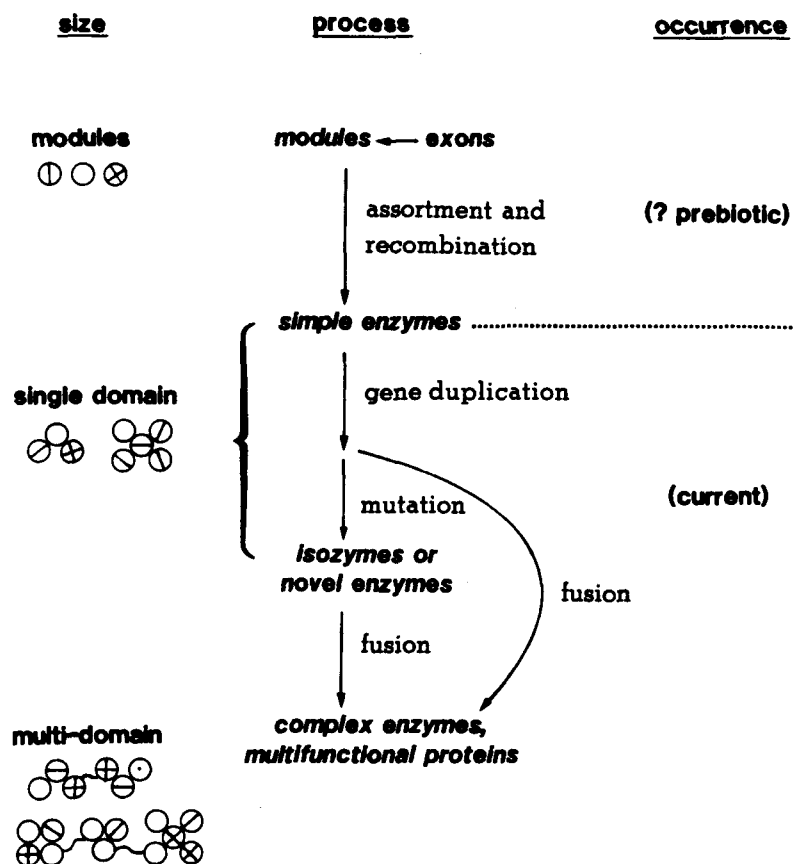 size process occurrence
modules modules exons
assortment and
recombination
(? prebiotic)
simple enzymes
single domain
gene duplication
(current)
mutation
isozymes or
novel enzymes
fusion
fusion
multi-domain
complex enzymes,
multifunctional proteins